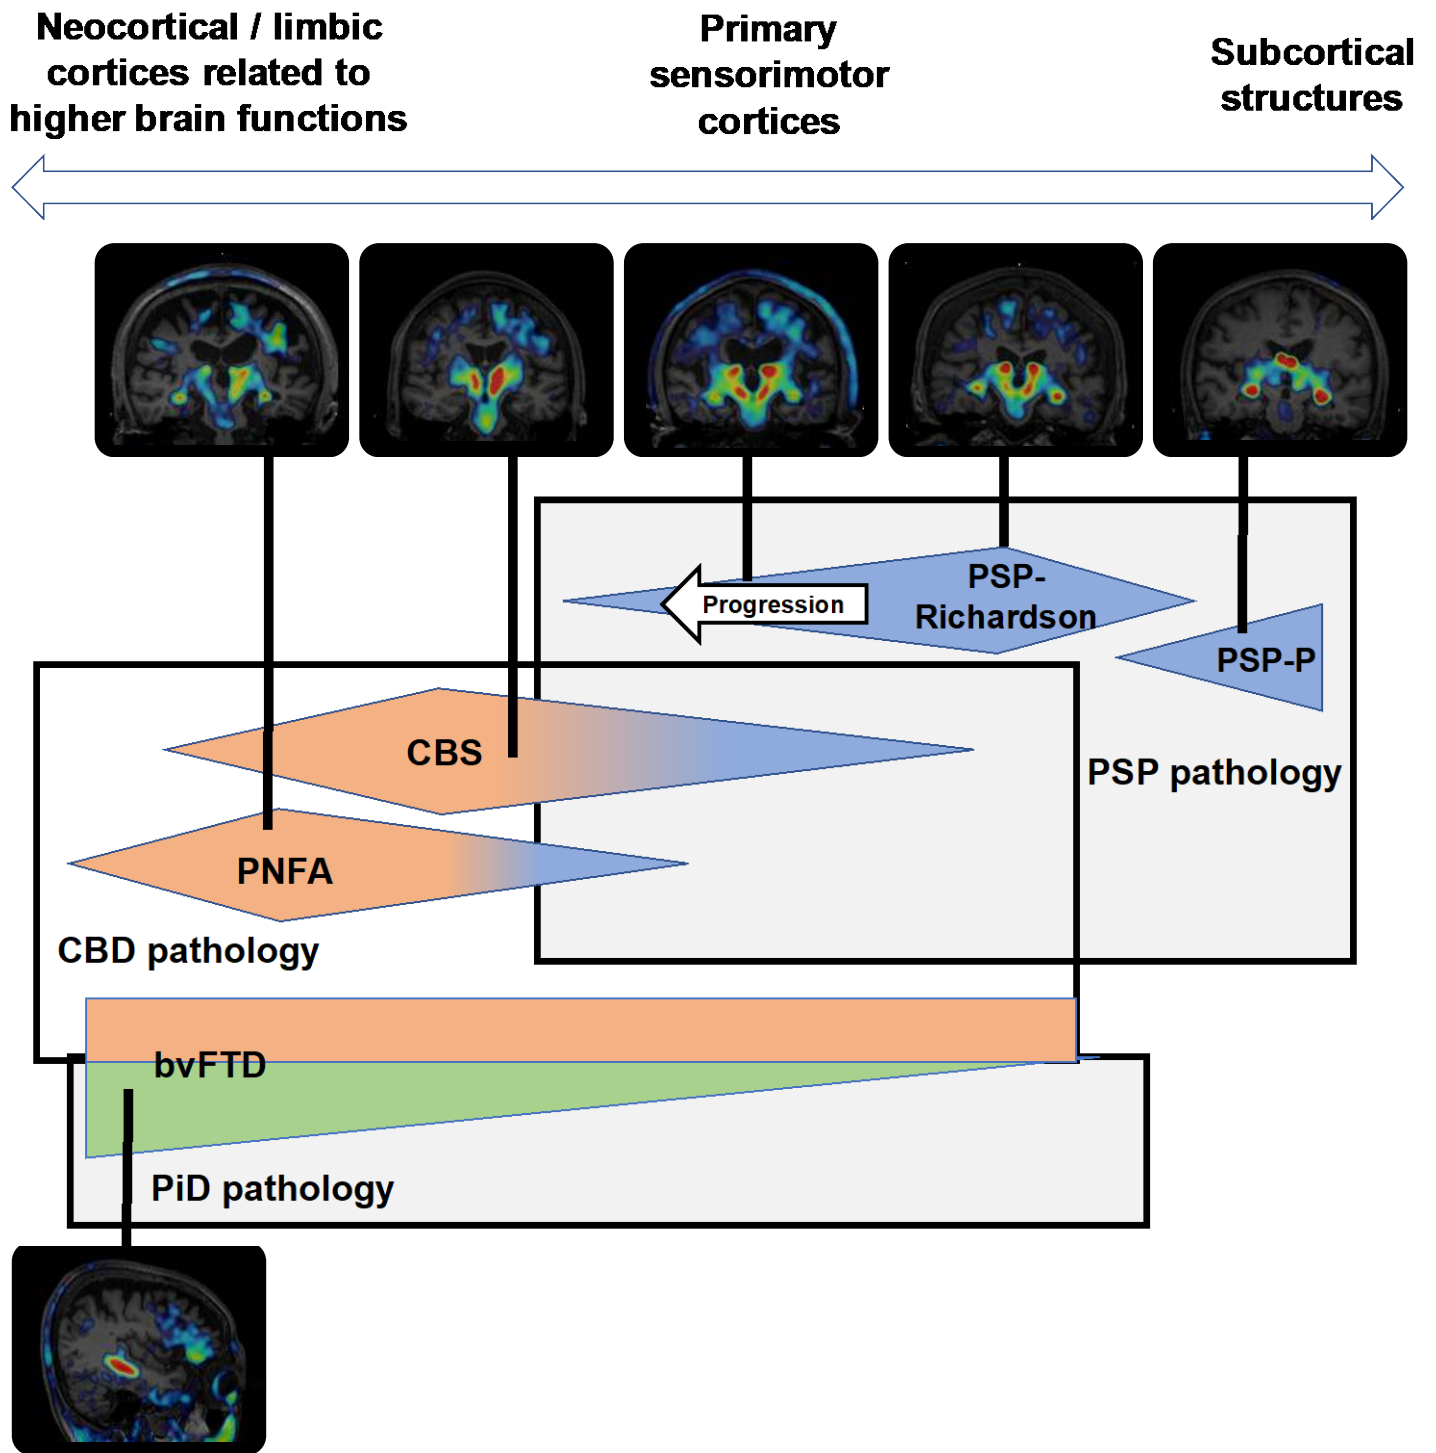 Neocortical / limbic
cortices related to
higher brain functions
Primary
sensorimotor
cortices
Subcortical
structures
PSP-
Richardson
Progression
PSP-P
CBS
PSP pathology
PNFA
CBD pathology
bvFTD
PiD pathology